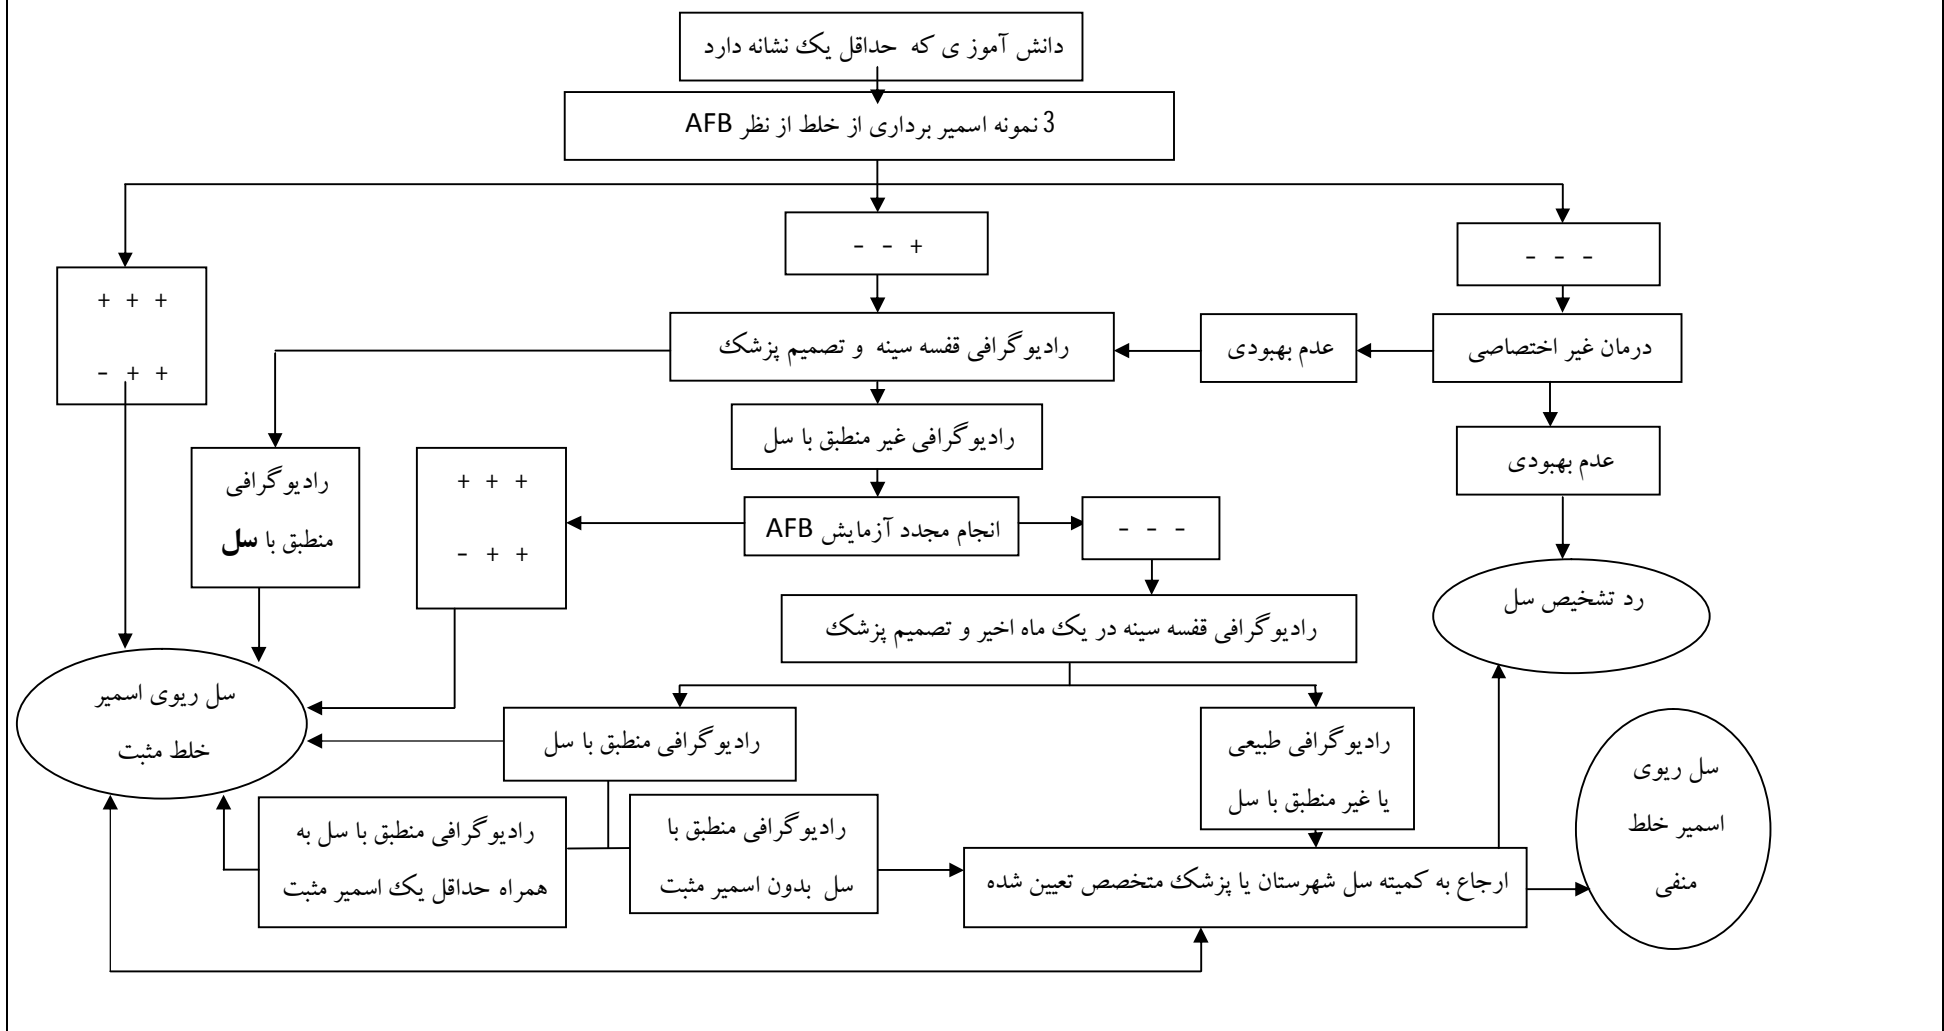 دانش آموز ی که حداقل یک نشانه دارد
3 نمونه اسمیر برداری از خلط از نظر AFB
- - -
- - +
+ + +
- + +
درمان غیر اختصاصی
عدم بهبودی
رادیوگرافی قفسه سینه و تصمیم پزشک
رادیوگرافی غیر منطبق با سل
عدم بهبودی
رادیوگرافی
منطبق با سل
+ + +
- + +
انجام مجدد آزمایش AFB
- - -
رد تشخیص سل
رادیوگرافی قفسه سینه در یک ماه اخیر و تصمیم پزشک
سل ریوی اسمیر
خلط مثبت
رادیوگرافی منطبق با سل
رادیوگرافی طبیعی
یا غیر منطبق با سل
سل ریوی
اسمیر خلط
منفی
رادیوگرافی منطبق با سل به
همراه حداقل یک اسمیر مثبت
رادیوگرافی منطبق با
سل بدون اسمیر مثبت
ارجاع به کمیته سل شهرستان یا پزشک متخصص تعیین شده